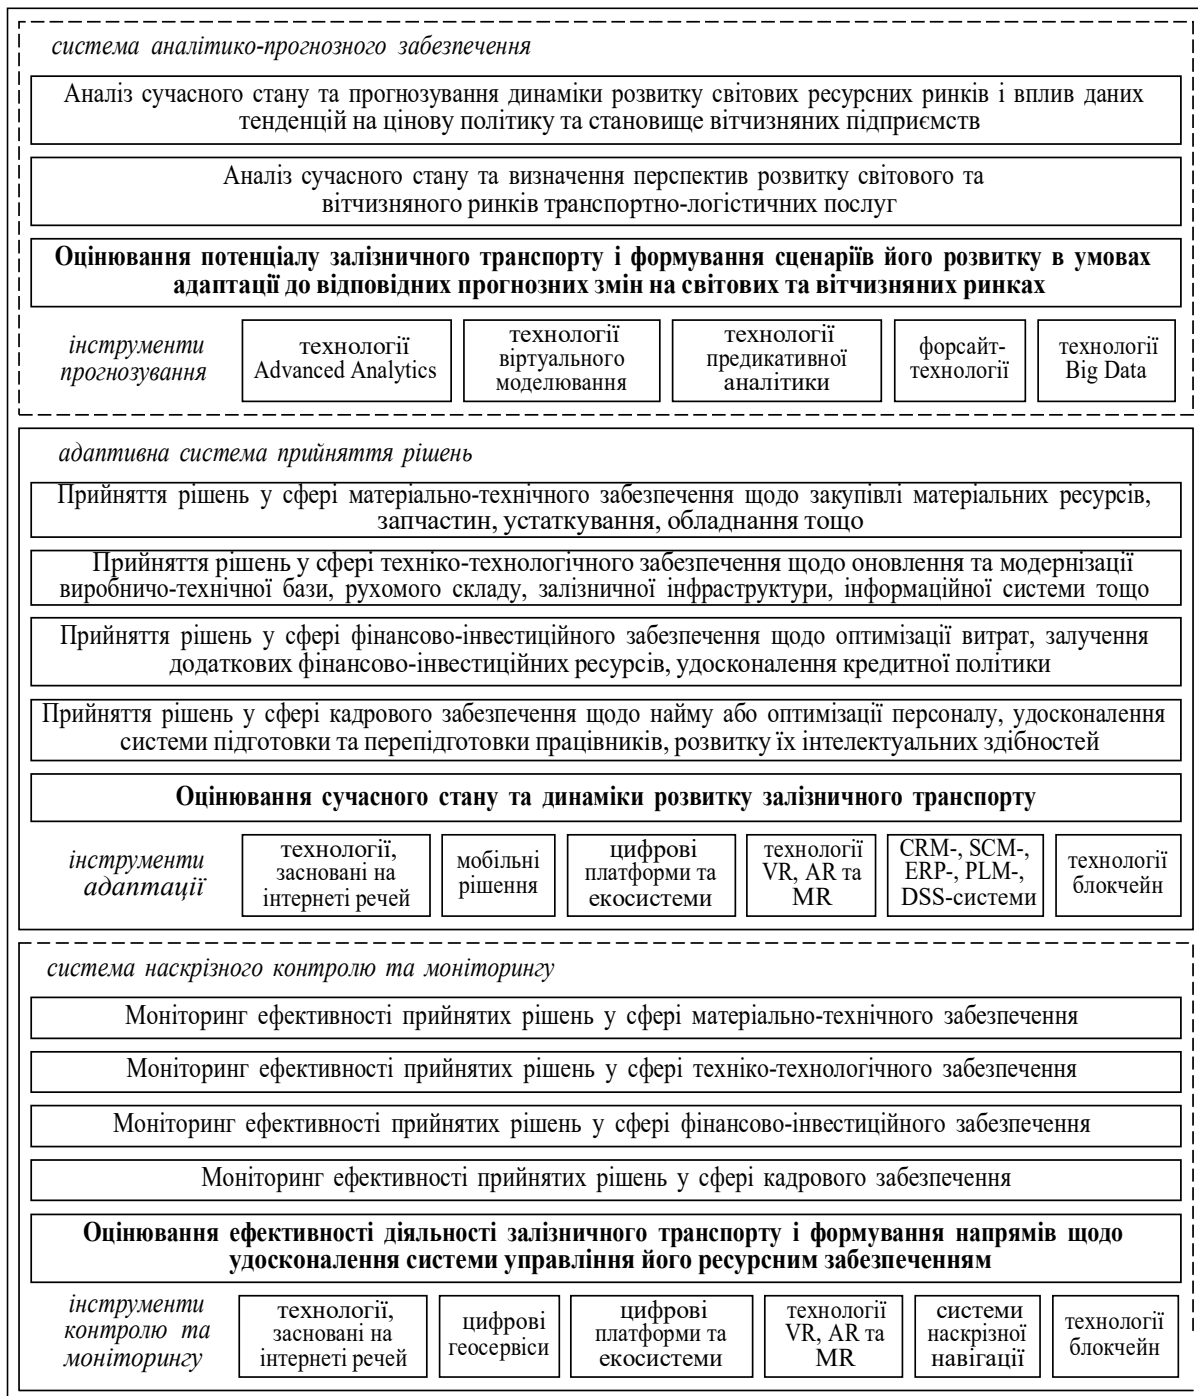 система аналітико-прогнозного забезпечення
Аналіз сучасного стану та прогнозування динаміки розвитку світових ресурсних ринків і вплив даних
тенденцій на цінову політику та становище вітчизняних підприємств
Аналіз сучасного стану та визначення перспектив розвитку світового та
вітчизняного ринків транспортно-логістичних послуг
Оцінювання потенціалу залізничного транспорту і формування сценаріїв його розвитку в умовах
адаптації до відповідних прогнозних змін на світових та вітчизняних ринках
інструменти
прогнозування
технології
Advanced Analytics
технології
віртуального
моделювання
технології
предикативної
аналітики
форсайт-
технології
технології
Big Data
адаптивна система прийняття рішень
Прийняття рішень у сфері матеріально-технічного забезпечення щодо закупівлі матеріальних ресурсів,
запчастин, устаткування, обладнання тощо
Прийняття рішень у сфері техніко-технологічного забезпечення щодо оновлення та модернізації
виробничо-технічної бази, рухомого складу, залізничної інфраструктури, інформаційної системи тощо
Прийняття рішень у сфері фінансово-інвестиційного забезпечення щодо оптимізації витрат, залучення
додаткових фінансово-інвестиційних ресурсів, удосконалення кредитної політики
Прийняття рішень у сфері кадрового забезпечення щодо найму або оптимізації персоналу, удосконалення
системи підготовки та перепідготовки працівників, розвитку їх інтелектуальних здібностей
Оцінювання сучасного стану та динаміки розвитку залізничного транспорту
інструменти
адаптації
технології,
засновані на
інтернеті речей
мобільні
рішення
цифрові
платформи та
екосистеми
технології
VR, AR та
MR
CRM-, SCM-,
ERP-, PLM-,
DSS-системи
технології
блокчейн
система наскрізного контролю та моніторингу
Моніторинг ефективності прийнятих рішень у сфері матеріально-технічного забезпечення
Моніторинг ефективності прийнятих рішень у сфері техніко-технологічного забезпечення
Моніторинг ефективності прийнятих рішень у сфері фінансово-інвестиційного забезпечення
Моніторинг ефективності прийнятих рішень у сфері кадрового забезпечення
Оцінювання ефективності діяльності залізничного транспорту і формування напрямів щодо
удосконалення системи управління його ресурсним забезпеченням
інструменти
контролю та
моніторингу
технології,
засновані на
інтернеті речей
цифрові
геосервіси
цифрові
платформи та
екосистеми
технології
VR, AR та
MR
системи
наскрізної
навігації
технології
блокчейн